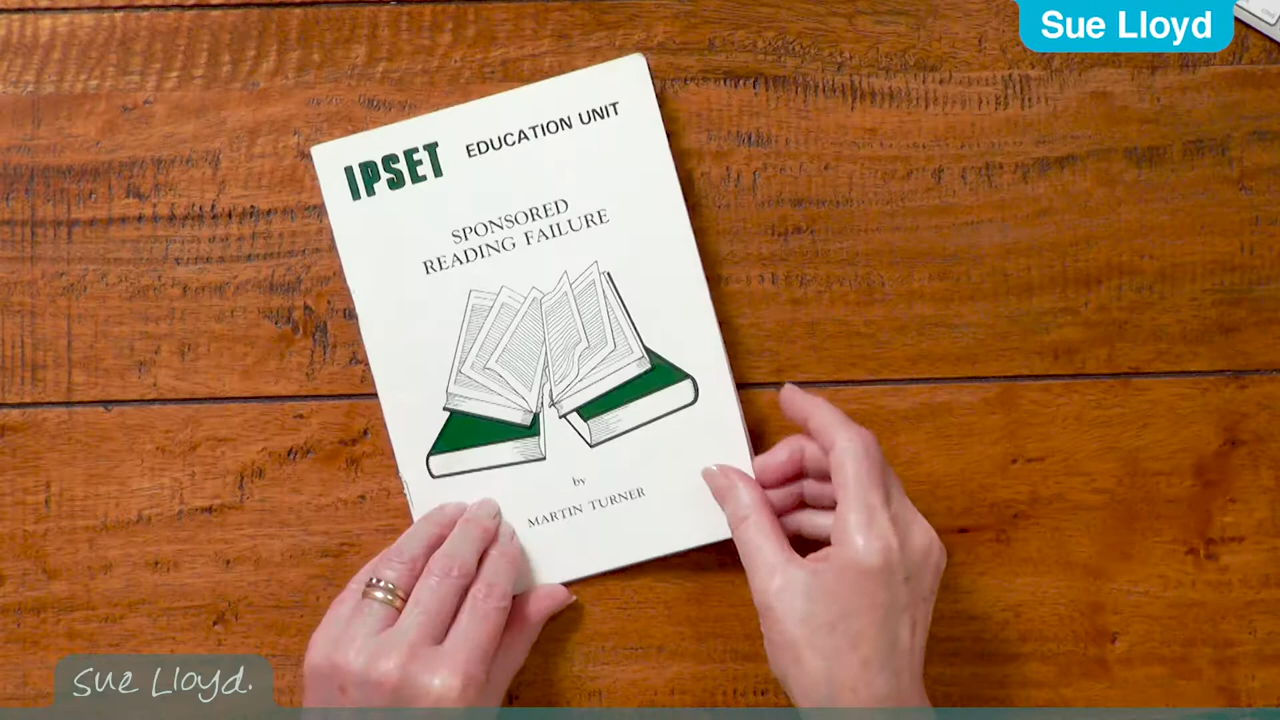 Sue Lloyd
IPSET EDUCATION UNIT
SPONSORED
READING FAILURE
by
MARTIN TURNER
Sue Lloyd.